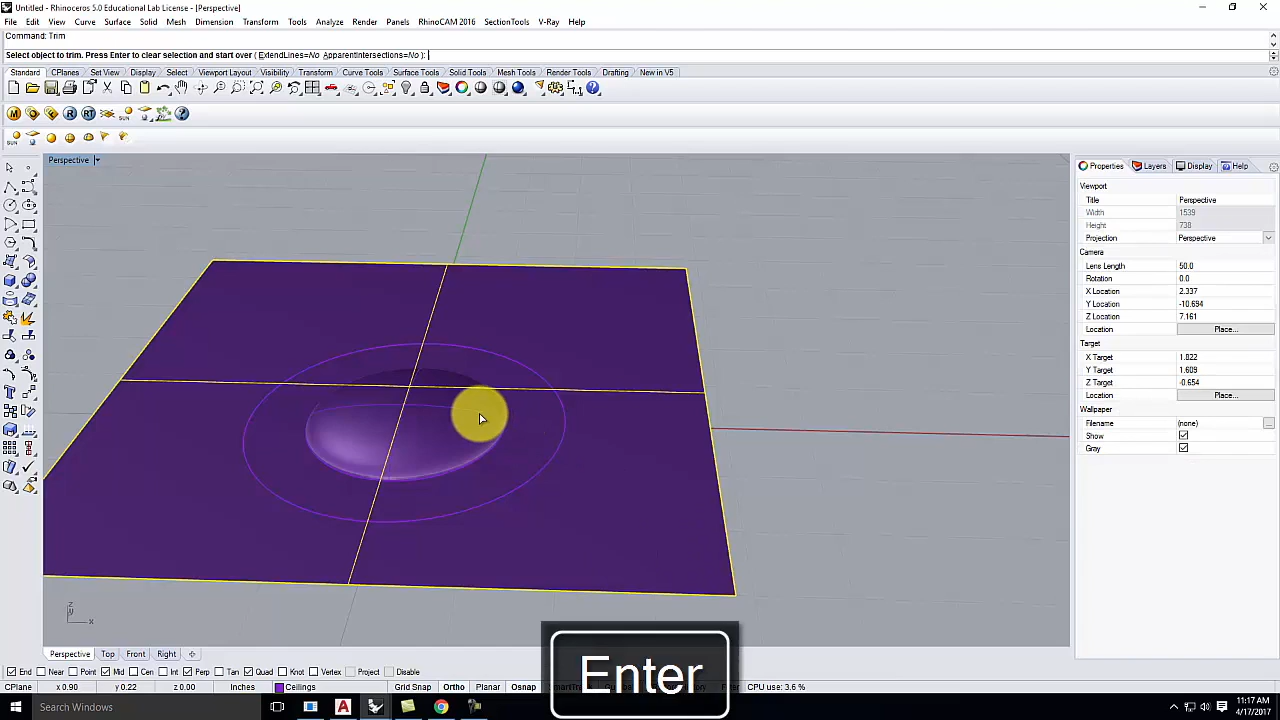 Untitled - Rhinoceros 5.0 Educational Lab License - [Perspective]
File Edit View Curve Surface Solid Mesh Dimension Transform Tools Analyze Render Panels RhinoCAM 2016 SectionTools V-Ray Help
Command: Trim
Select object to trim. Press Enter to clear selection and start over ( ExtendLines=No ApparentIntersections=No ):
Standard CPlanes Set View Display Select Viewport Layout Visibility Transform Curve Tools Surface Tools Solid Tools Mesh Tools Render Tools Drafting New in V5
Perspective
Properties Layers Display Help
Viewport
Title Perspective
Width 1539
Height 738
Projection Perspective
Camera
Lens Length 50.0
Rotation 0.0
X Location 2.337
Y Location -10.694
Z Location 7.161
Location Place...
Target
X Target 1.822
Y Target 1.609
Z Target -0.654
Location Place...
Wallpaper
Filename (none) ...
Show
Gray
z
y
x
Enter
Perspective Top Front Right
End Near Point Mid Cen Int Perp Tan Quad Knot Vertex Project Disable
CPlane x 0.90 y 0.22 z 0.00 Inches Ceilings Grid Snap Ortho Planar Osnap CPU use: 3.6 %
Search Windows
11:17 AM
4/17/2017